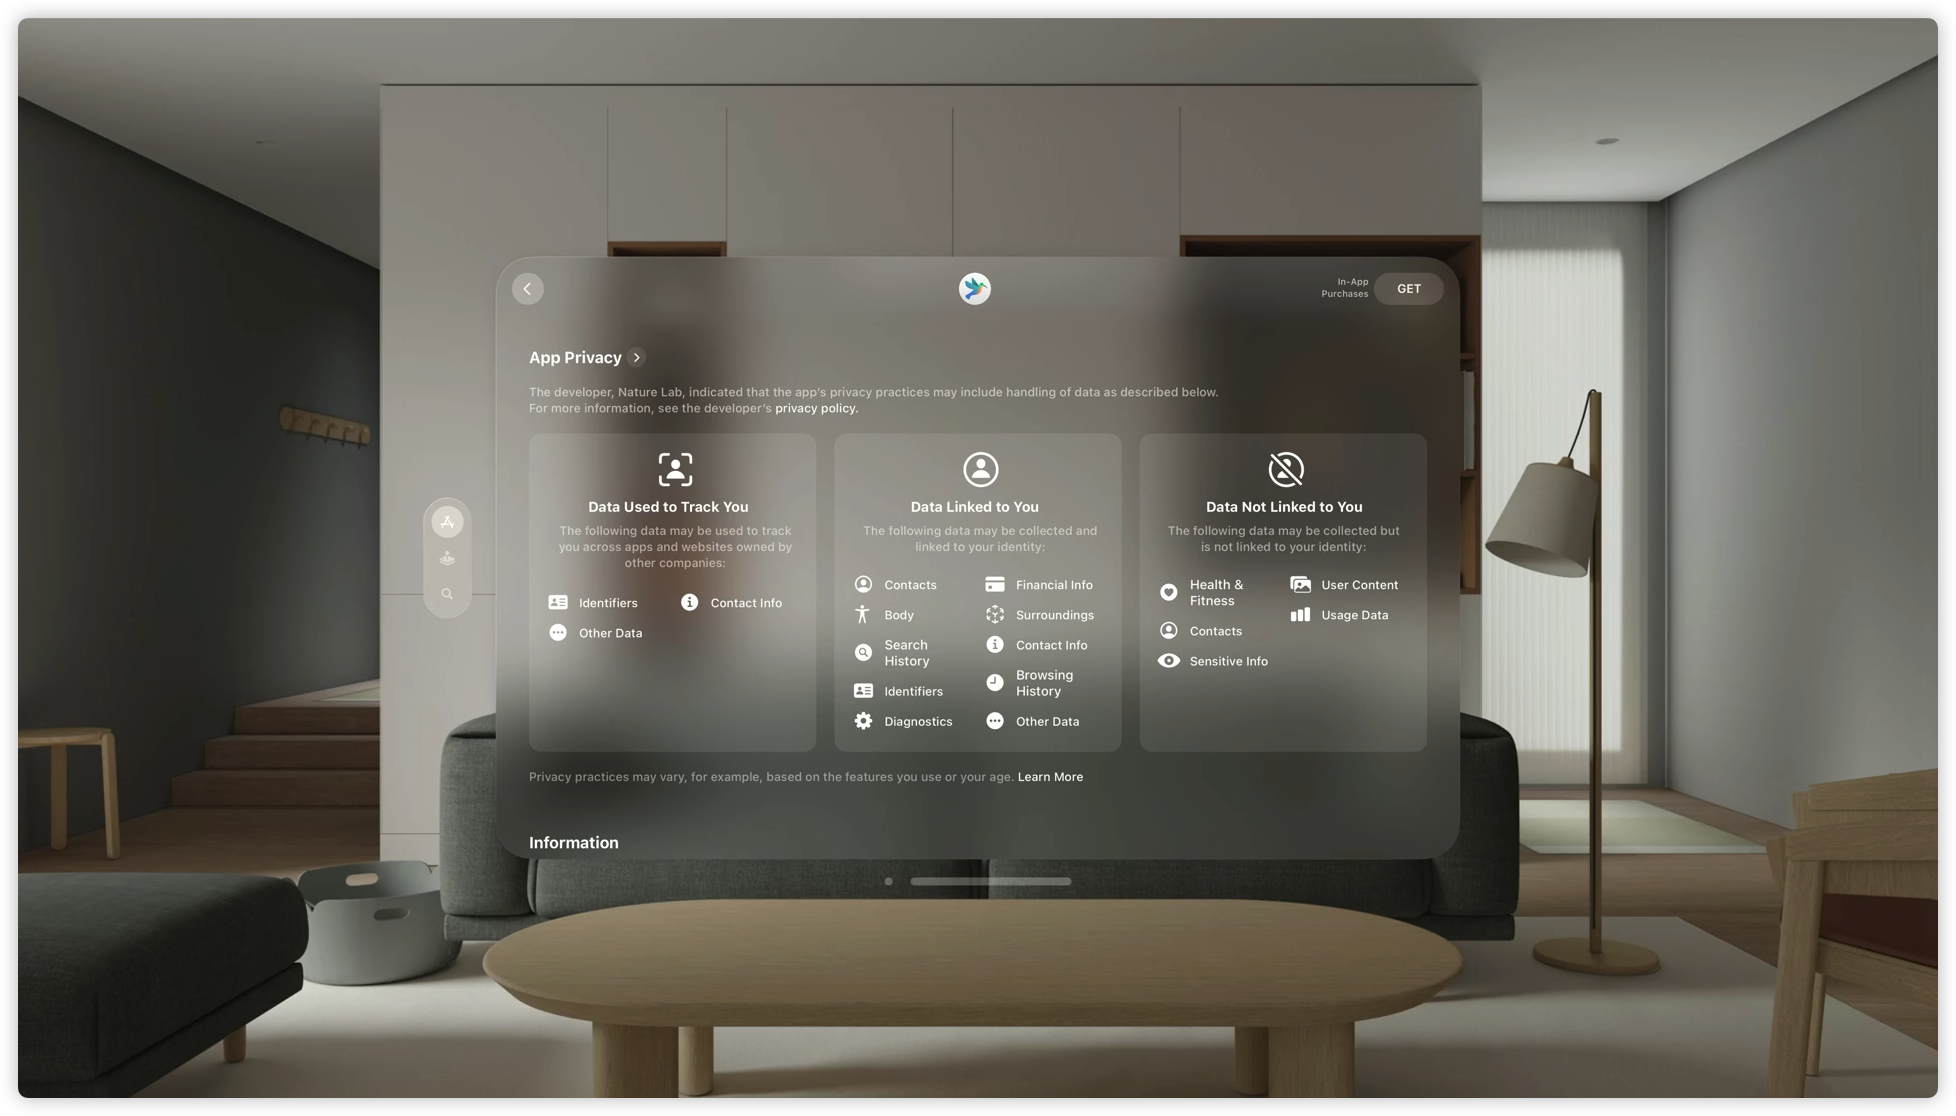 In-App
Purchases
GET
App Privacy
The developer, Nature Lab, indicated that the app's privacy practices may include handling of data as described below.
For more information, see the developer's privacy policy.
Data Used to Track You
The following data may be used to track
you across apps and websites owned by
other companies:
Identifiers
Contact Info
Other Data
Data Linked to You
The following data may be collected and
linked to your identity:
Contacts
Financial Info
Body
Surroundings
Search
History
Contact Info
Identifiers
Browsing
History
Diagnostics
Other Data
Data Not Linked to You
The following data may be collected but
is not linked to your identity:
Health &
Fitness
User Content
Usage Data
Contacts
Sensitive Info
Privacy practices may vary, for example, based on the features you use or your age. Learn More
Information